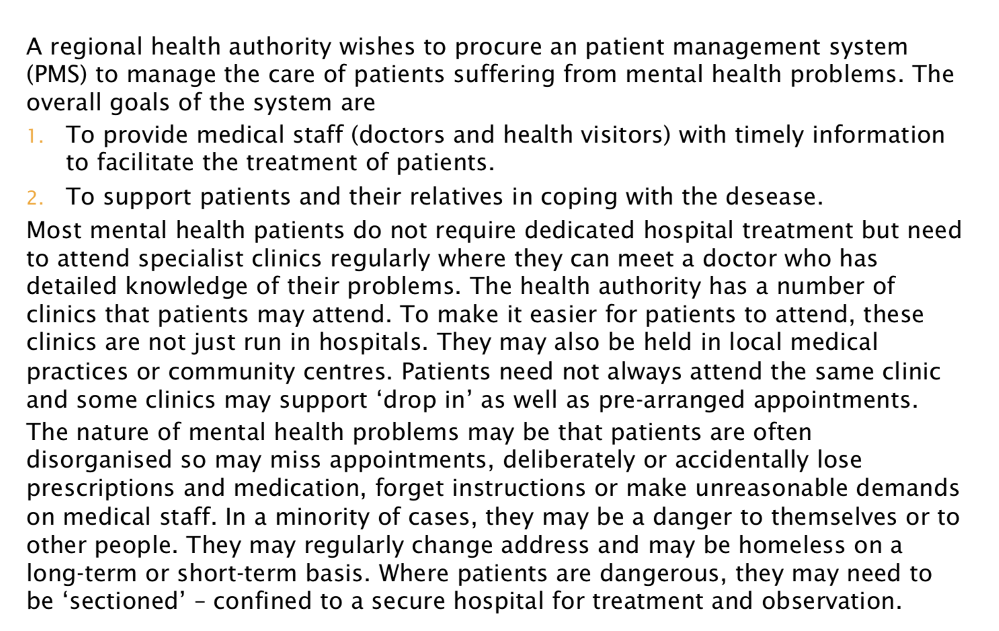 A regional health authority wishes to procure an patient management system
(PMS) to manage the care of patients suffering from mental health problems. The
overall goals of the system are
1. To provide medical staff (doctors and health visitors) with timely information
to facilitate the treatment of patients.
2. To support patients and their relatives in coping with the desease.
Most mental health patients do not require dedicated hospital treatment but need
to attend specialist clinics regularly where they can meet a doctor who has
detailed knowledge of their problems. The health authority has a number of
clinics that patients may attend. To make it easier for patients to attend, these
clinics are not just run in hospitals. They may also be held in local medical
practices or community centres. Patients need not always attend the same clinic
and some clinics may support ‘drop in’ as well as pre-arranged appointments.
The nature of mental health problems may be that patients are often
disorganised so may miss appointments, deliberately or accidentally lose
prescriptions and medication, forget instructions or make unreasonable demands
on medical staff. In a minority of cases, they may be a danger to themselves or to
other people. They may regularly change address and may be homeless on a
long-term or short-term basis. Where patients are dangerous, they may need to
be ‘sectioned’ – confined to a secure hospital for treatment and observation.